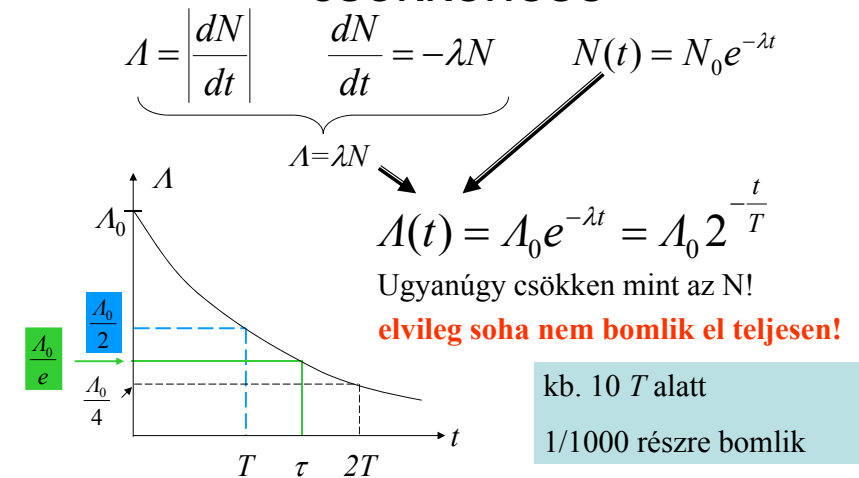 Λ = |dN/dt|   dN/dt = −λN   N(t) = N₀e^(−λt)
Λ=λN
Λ(t) = Λ₀e^(−λt) = Λ₀2^(−t/T)
Ugyanúgy csökken mint az N!
elvileg soha nem bomlik el teljesen!
kb. 10 T alatt
1/1000 részre bomlik
Λ
Λ₀
Λ₀/2
Λ₀/e
Λ₀/4
T τ 2T t